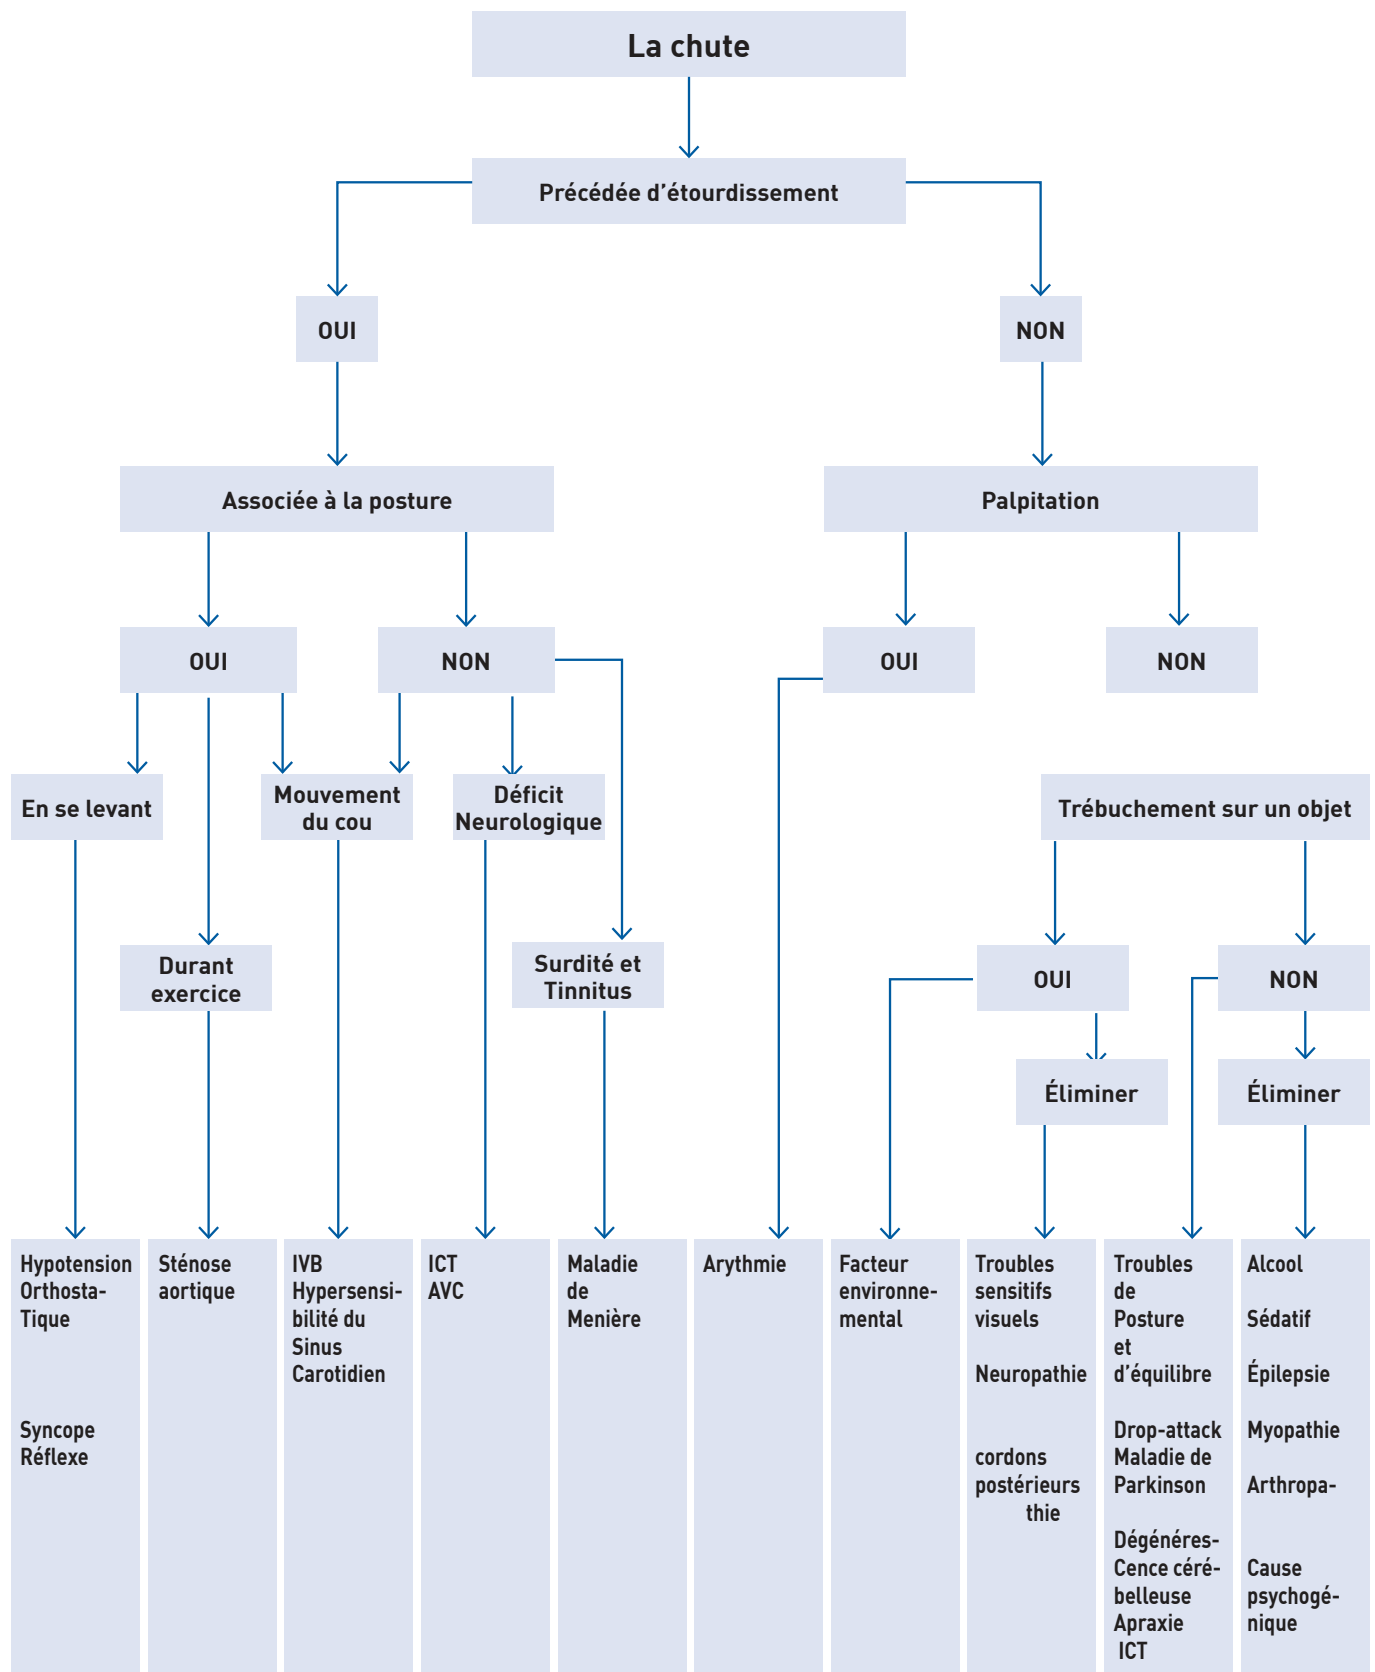 La chute
Précédée d’étourdissement
OUI
NON
Associée à la posture
Palpitation
OUI
NON
OUI
NON
En se levant
Mouvement
du cou
Déficit
Neurologique
Trébuchement sur un objet
Durant
exercice
Surdité et
Tinnitus
OUI
NON
Éliminer
Éliminer
Hypotension
Orthosta-
Tique
Syncope
Réflexe
Sténose
aortique
IVB
Hypersensi-
bilité du
Sinus
Carotidien
ICT
AVC
Maladie
de
Menière
Arythmie
Facteur
environne-
mental
Troubles
sensitifs
visuels
Neuropathie
cordons
postérieurs
thie
Troubles
de
Posture
et
d’équilibre
Drop-attack
Maladie de
Parkinson
Dégénéres-
Cence céré-
belleuse
Apraxie
ICT
Alcool
Sédatif
Épilepsie
Myopathie
Arthropa-
Cause
psychogé-
nique